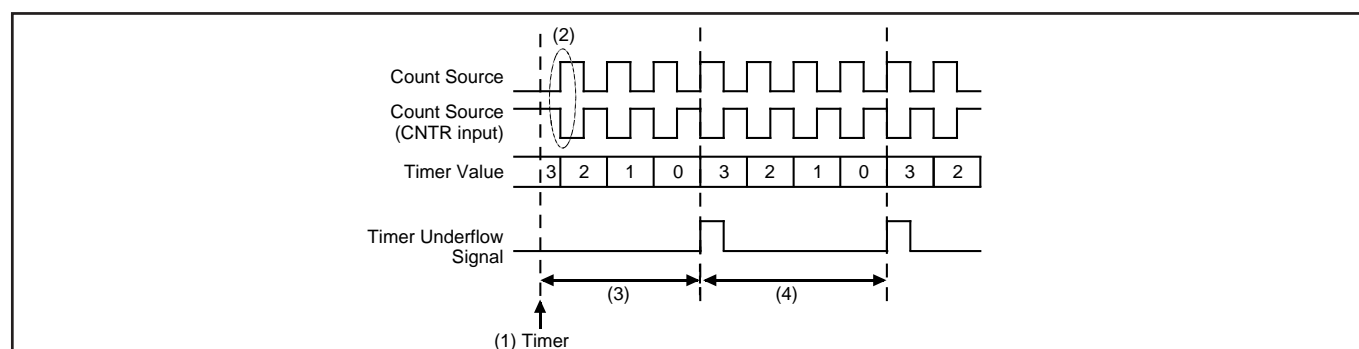 (2)
Count Source
Count Source
(CNTR input)
Timer Value
3 2 1 0 3 2 1 0 3 2
Timer Underflow
Signal
(3) (4)
(1) Timer